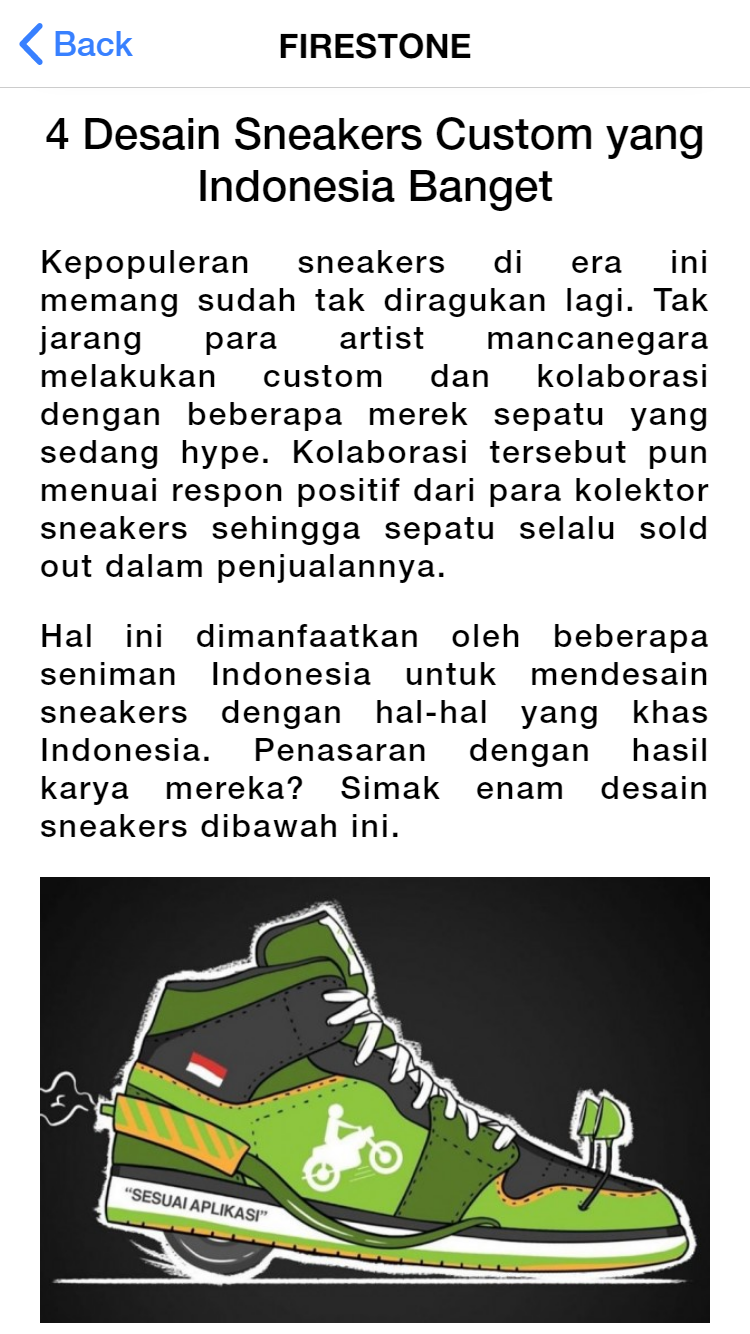 Back
FIRESTONE
4 Desain Sneakers Custom yang
Indonesia Banget
Kepopuleran sneakers di era ini
memang sudah tak diragukan lagi. Tak
jarang para artist mancanegara
melakukan custom dan kolaborasi
dengan beberapa merek sepatu yang
sedang hype. Kolaborasi tersebut pun
menuai respon positif dari para kolektor
sneakers sehingga sepatu selalu sold
out dalam penjualannya.
Hal ini dimanfaatkan oleh beberapa
seniman Indonesia untuk mendesain
sneakers dengan hal-hal yang khas
Indonesia. Penasaran dengan hasil
karya mereka? Simak enam desain
sneakers dibawah ini.
“SESUAI APLIKASI”